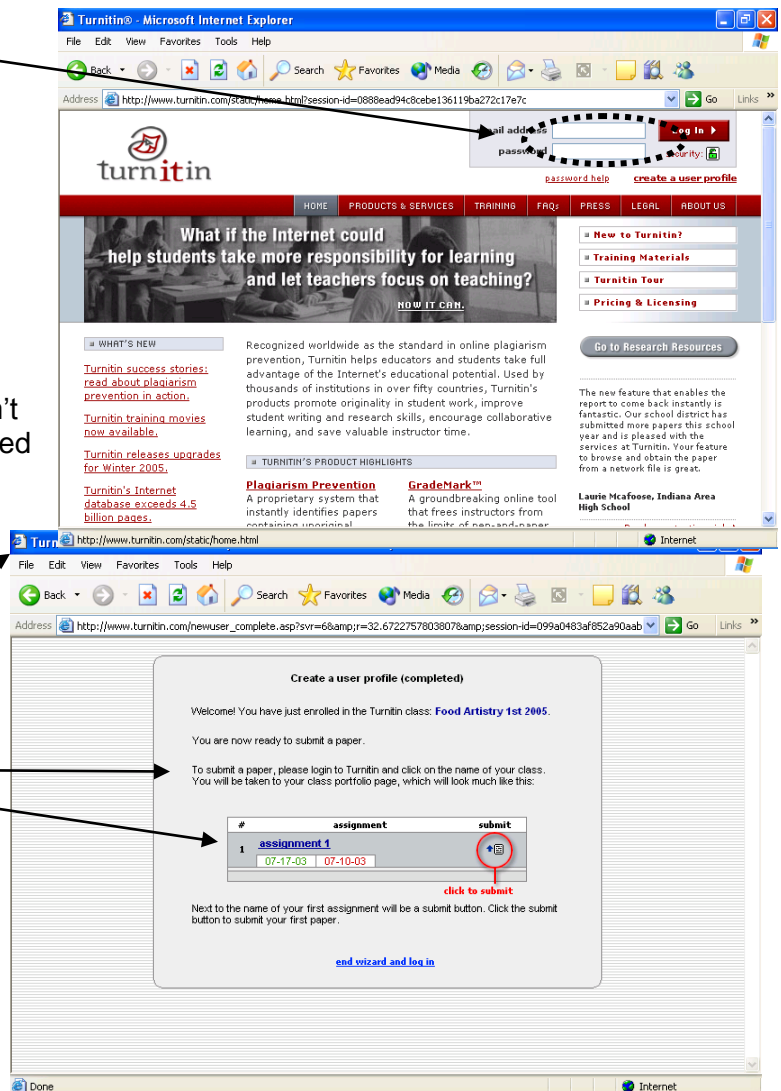 Turnitin® - Microsoft Internet Explorer
File Edit View Favorites Tools Help
Back Search Favorites Media
Address http://www.turnitin.com/static/home.html?session-id=0888ead94c8cebe136119ba272c17e7c Go Links »
email address Log In
password security:
password help create a user profile
turnitin
HOME PRODUCTS & SERVICES TRAINING FAQs PRESS LEGAL ABOUT US
What if the Internet could
help students take more responsibility for learning
and let teachers focus on teaching?
NOW IT CAN.
New to Turnitin?
Training Materials
Turnitin Tour
Pricing & Licensing
WHAT'S NEW
Turnitin success stories:
read about plagiarism
prevention in action.
Turnitin training movies
now available.
Turnitin releases upgrades
for Winter 2005.
Turnitin's Internet
database exceeds 4.5
billion pages.
Recognized worldwide as the standard in online plagiarism
prevention, Turnitin helps educators and students take full
advantage of the Internet's educational potential. Used by
thousands of institutions in over fifty countries, Turnitin's
products promote originality in student work, improve
student writing and research skills, encourage collaborative
learning, and save valuable instructor time.
TURNITIN'S PRODUCT HIGHLIGHTS
Plagiarism Prevention
A proprietary system that
instantly identifies papers
containing unoriginal
GradeMark™
A groundbreaking online tool
that frees instructors from
the limits of pen-and-paper
Go to Research Resources
The new feature that enables the
report to come back instantly is
fantastic. Our school district has
submitted more papers this school
year and is pleased with the
services at Turnitin. Your feature
to browse and obtain the paper
from a network file is great.
Laurie Mcafoose, Indiana Area
High School
http://www.turnitin.com/static/home.html Internet
n't
ed
Turn
File Edit View Favorites Tools Help
Back Search Favorites Media
Address http://www.turnitin.com/newuser_complete.asp?svr=6&amp;r=32.6722757803807&amp;session-id=099a0483af852a90aab Go Links »
Create a user profile (completed)
Welcome! You have just enrolled in the Turnitin class: Food Artistry 1st 2005.
You are now ready to submit a paper.
To submit a paper, please login to Turnitin and click on the name of your class.
You will be taken to your class portfolio page, which will look much like this:
# assignment submit
1 assignment 1
07-17-03 07-10-03
click to submit
Next to the name of your first assignment will be a submit button. Click the submit
button to submit your first paper.
end wizard and log in
Done Internet